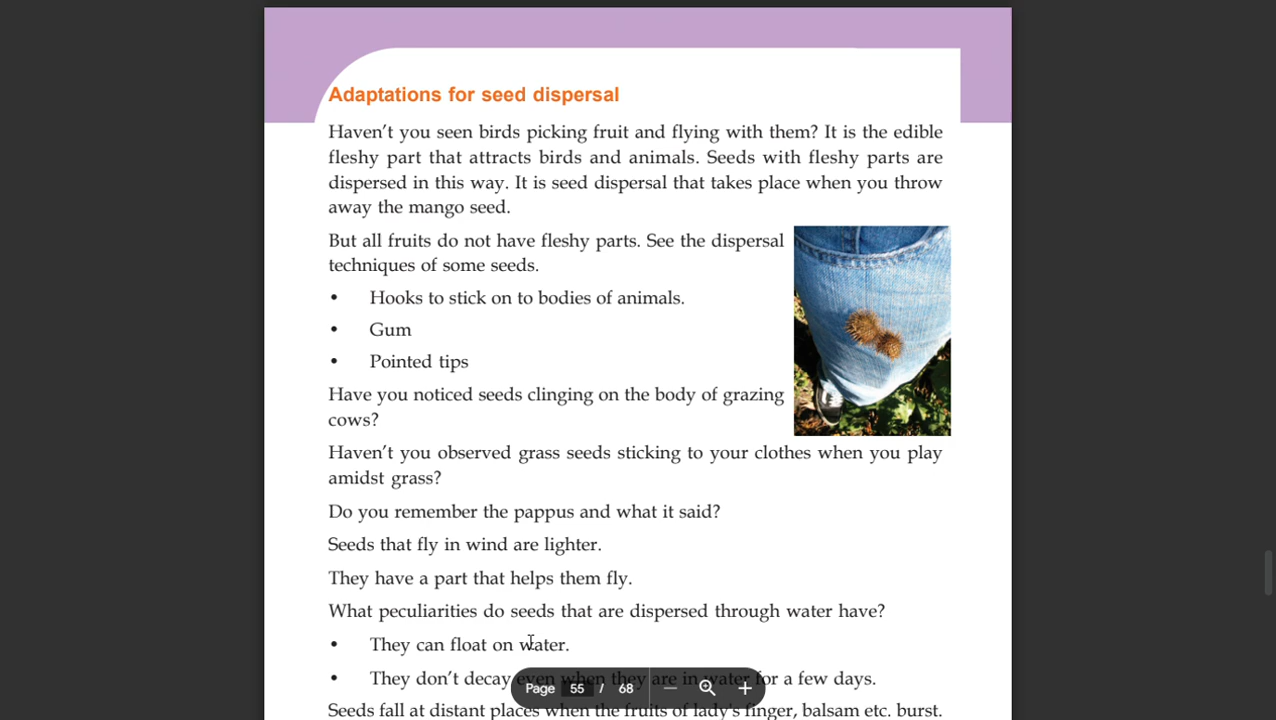 Adaptations for seed dispersal
Haven't you seen birds picking fruit and flying with them? It is the edible
fleshy part that attracts birds and animals. Seeds with fleshy parts are
dispersed in this way. It is seed dispersal that takes place when you throw
away the mango seed.
But all fruits do not have fleshy parts. See the dispersal
techniques of some seeds.
• Hooks to stick on to bodies of animals.
• Gum
• Pointed tips
Have you noticed seeds clinging on the body of grazing
cows?
Haven't you observed grass seeds sticking to your clothes when you play
amidst grass?
Do you remember the pappus and what it said?
Seeds that fly in wind are lighter.
They have a part that helps them fly.
What peculiarities do seeds that are dispersed through water have?
• They can float on water.
• They don't decay even when they are in water for a few days.
Page 55 / 68
Seeds fall at distant places when the fruits of lady's finger, balsam etc. burst.